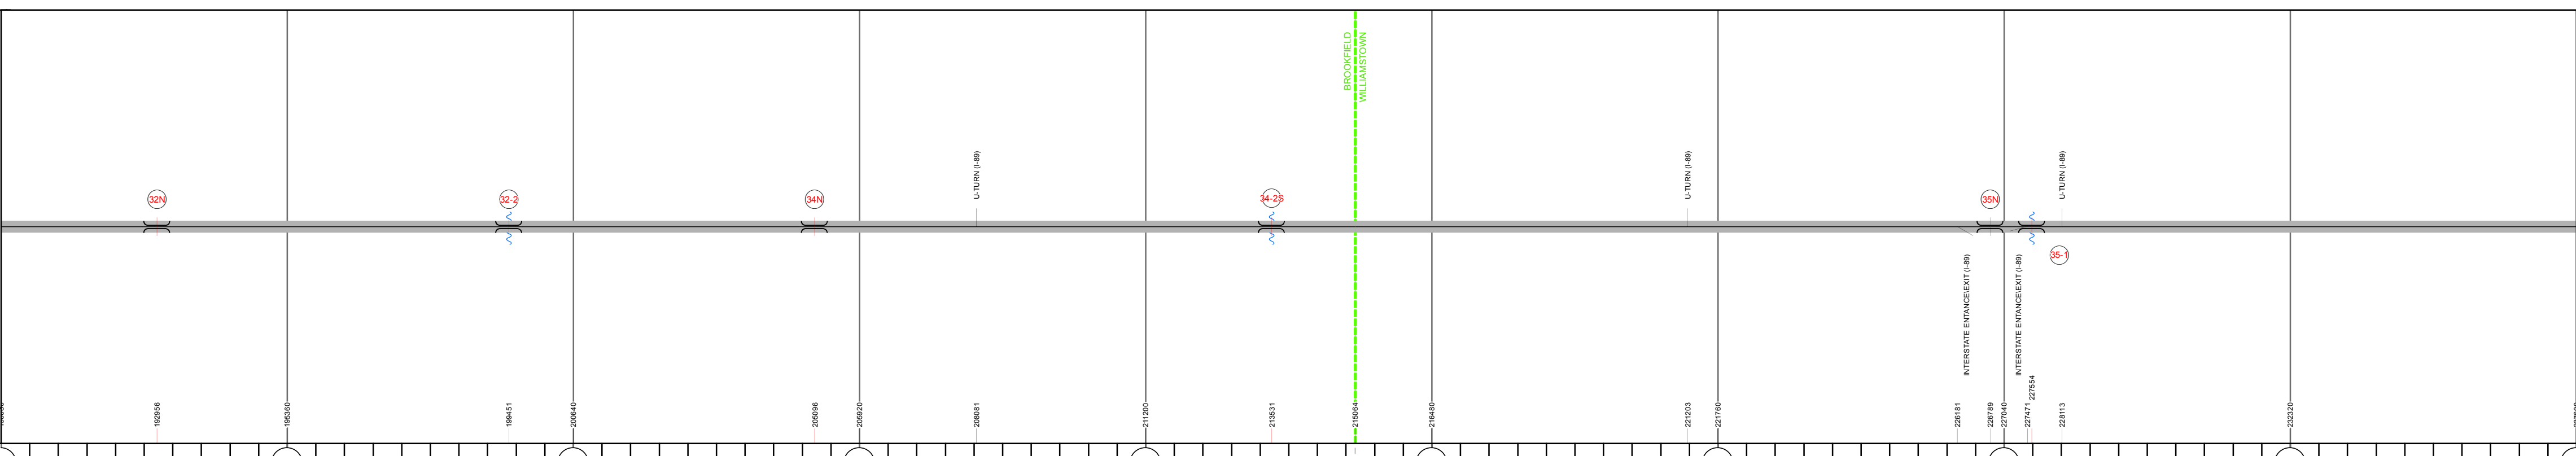 BROOKFIELD
WILLIAMSTOWN
U-TURN (I-89)
U-TURN (I-89)
U-TURN (I-89)
32N
32-2
34N
34-2S
35N
35-1
INTERSTATE ENTANCE\EXIT (I-89)
INTERSTATE ENTANCE\EXIT (I-89)
192956
195360
199451
200640
205096
205920
208081
211200
213531
215064
216480
221203
221760
226181
226789
227040
227471
227554
228113
232320